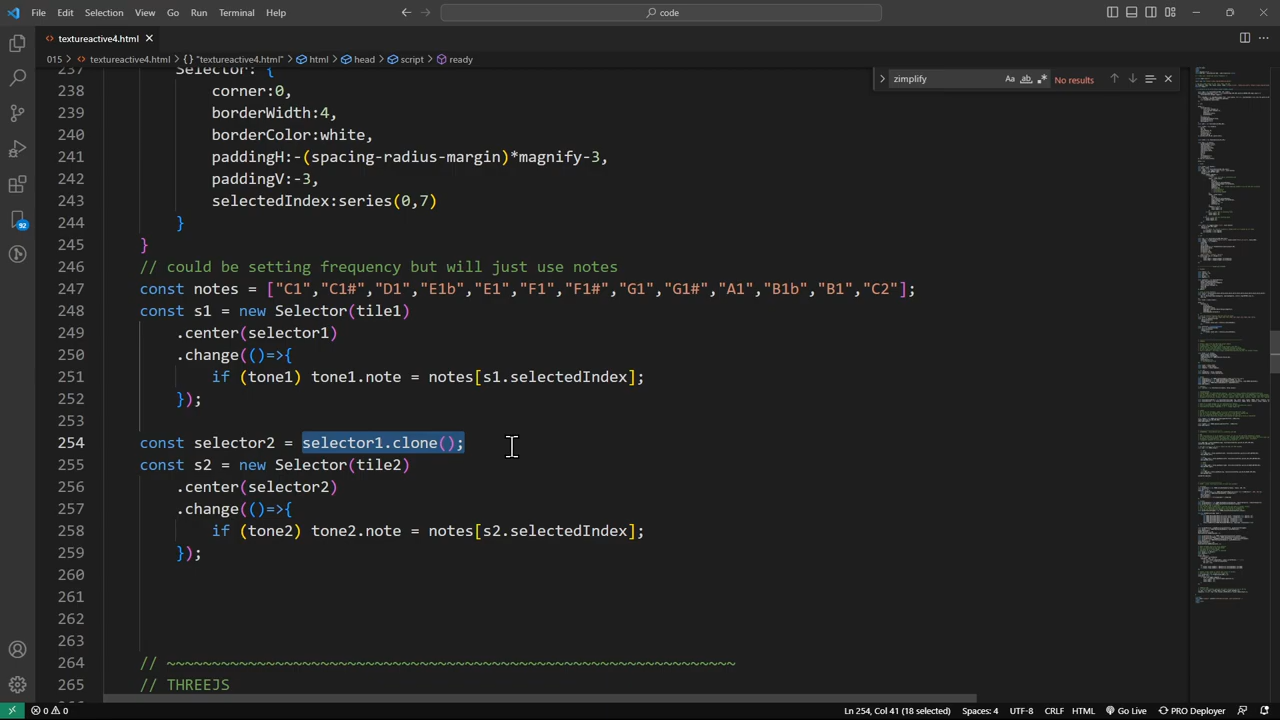 File Edit Selection View Go Run Terminal Help
code
textureactive4.html
015 > textureactive4.html > {} "textureactive4.html" > html > head > script > ready
zimplify
Aa ab .* No results
237 Selector: {
238 corner:0,
239 borderWidth:4,
240 borderColor:white,
241 paddingH:-(spacing-radius-margin)*magnify-3,
242 paddingV:-3,
243 selectedIndex:series(0,7)
244 }
245 }
246 // could be setting frequency but will just use notes
247 const notes = ["C1","C1#","D1","E1b","E1","F1","F1#","G1","G1#","A1","B1b","B1","C2"];
248 const s1 = new Selector(tile1)
249 .center(selector1)
250 .change(()=>{
251 if (tone1) tone1.note = notes[s1.selectedIndex];
252 });
253
254 const selector2 = selector1.clone();
255 const s2 = new Selector(tile2)
256 .center(selector2)
257 .change(()=>{
258 if (tone2) tone2.note = notes[s2.selectedIndex];
259 });
260
261
262
263
264 // ~~~~~~~~~~~~~~~~~~~~~~~~~~~~~~~~~~~~~~~~~~~~~~~~~~~~~~~~~~~~~~~
265 // THREEJS
92
0 0
Ln 254, Col 41 (18 selected) Spaces: 4 UTF-8 CRLF HTML Go Live PRO Deployer